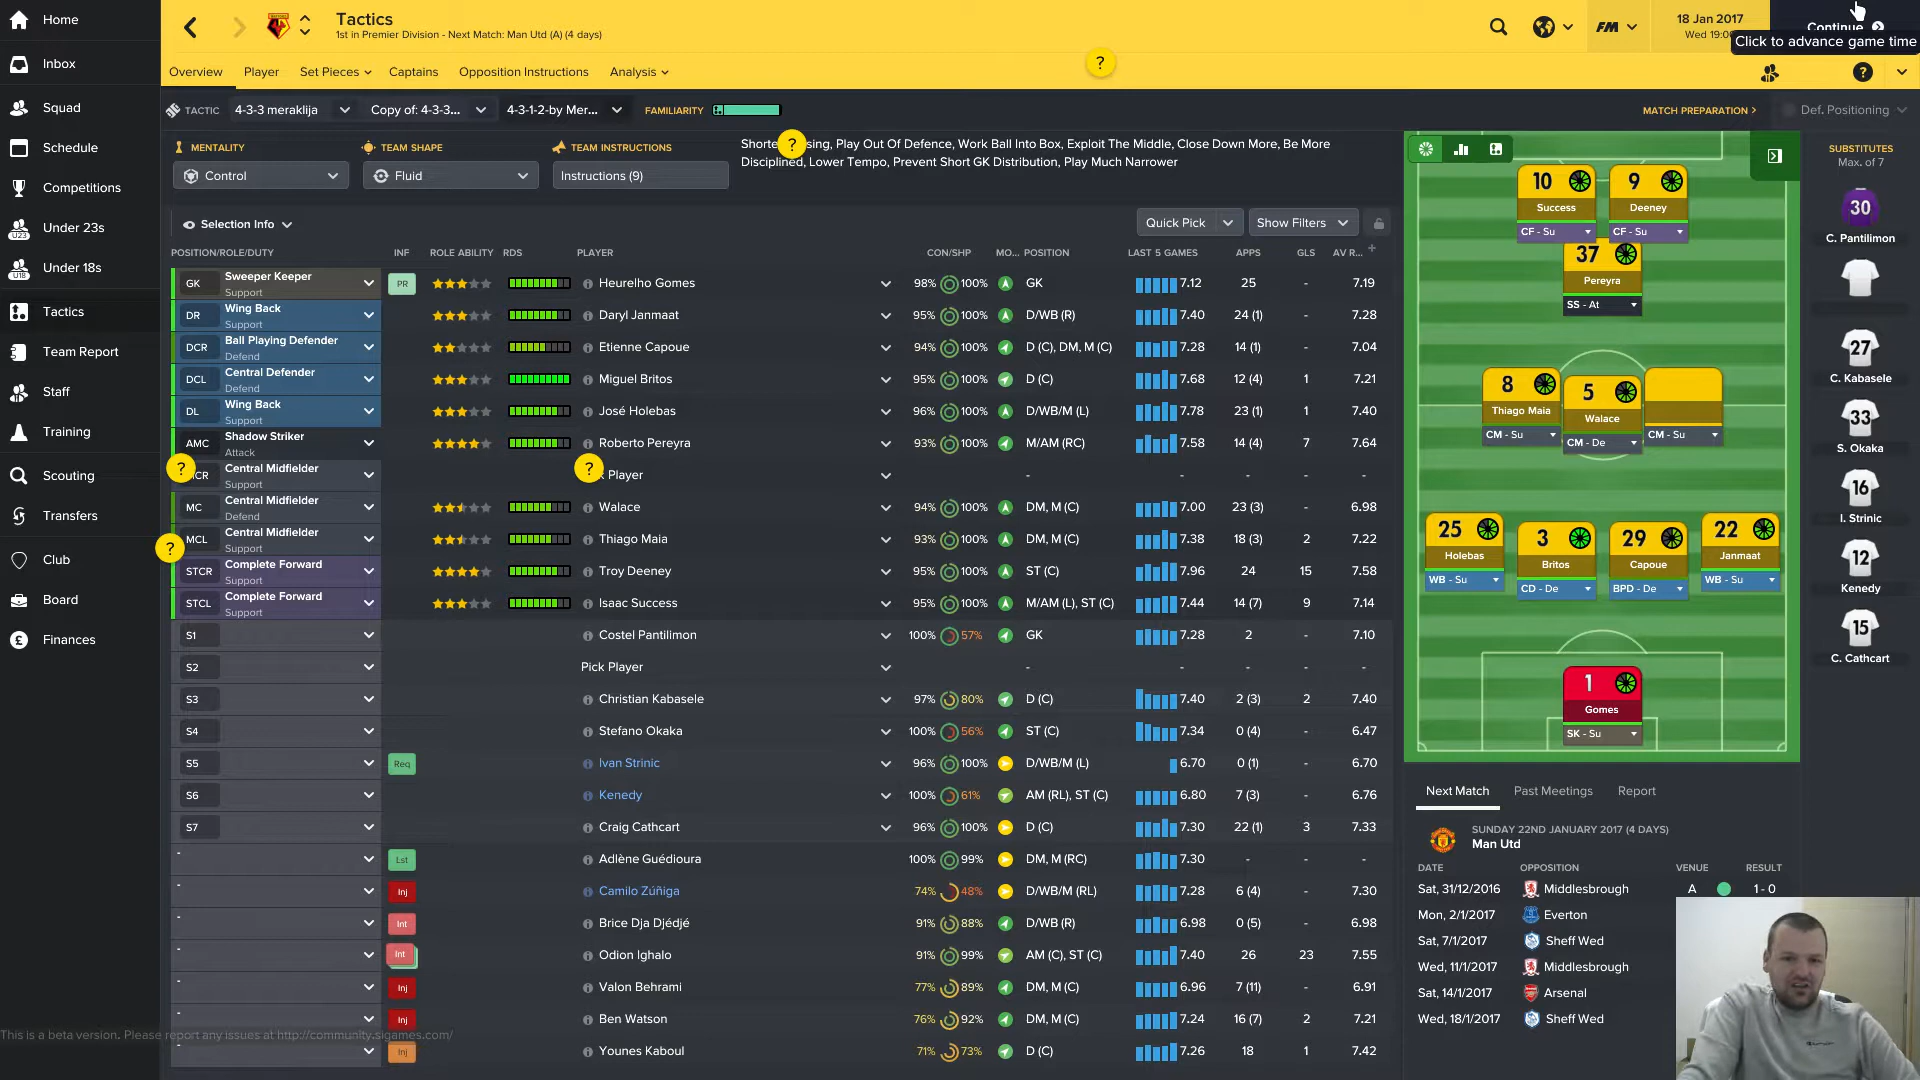 Home
Inbox
Squad
Schedule
Competitions
Under 23s
Under 18s
Tactics
Team Report
Staff
Training
Scouting
Transfers
Club
Board
Finances
Tactics
1st in Premier Division - Next Match: Man Utd (A) (4 days)
FM
18 Jan 2017
Wed 19:0
Continue
Click to advance game time
Overview Player Set Pieces Captains Opposition Instructions Analysis
TACTIC 4-3-3 meraklija Copy of: 4-3-3... 4-3-1-2-by Mer... FAMILIARITY
MATCH PREPARATION > Def. Positioning
MENTALITY TEAM SHAPE TEAM INSTRUCTIONS
Control Fluid Instructions (9)
Shorte sing, Play Out Of Defence, Work Ball Into Box, Exploit The Middle, Close Down More, Be More
Disciplined, Lower Tempo, Prevent Short GK Distribution, Play Much Narrower
Selection Info Quick Pick Show Filters
POSITION/ROLE/DUTY INF ROLE ABILITY RDS PLAYER CON/SHP MO... POSITION LAST 5 GAMES APPS GLS AV R...
GK Sweeper Keeper Support PR Heurelho Gomes 98% 100% GK 7.12 25 - 7.19
DR Wing Back Support Daryl Janmaat 95% 100% D/WB (R) 7.40 24 (1) - 7.28
DCR Ball Playing Defender Defend Etienne Capoue 94% 100% D (C), DM, M (C) 7.28 14 (1) - 7.04
DCL Central Defender Defend Miguel Britos 95% 100% D (C) 7.68 12 (4) 1 7.21
DL Wing Back Support José Holebas 96% 100% D/WB/M (L) 7.78 23 (1) 1 7.40
AMC Shadow Striker Attack Roberto Pereyra 93% 100% M/AM (RC) 7.58 14 (4) 7 7.64
CR Central Midfielder Support Player - - - - -
MC Central Midfielder Defend Walace 94% 100% DM, M (C) 7.00 23 (3) - 6.98
MCL Central Midfielder Support Thiago Maia 93% 100% DM, M (C) 7.38 18 (3) 2 7.22
STCR Complete Forward Support Troy Deeney 95% 100% ST (C) 7.96 24 15 7.58
STCL Complete Forward Support Isaac Success 95% 100% M/AM (L), ST (C) 7.44 14 (7) 9 7.14
S1 Costel Pantilimon 100% 57% GK 7.28 2 - 7.10
S2 Pick Player - - - - -
S3 Christian Kabasele 97% 80% D (C) 7.40 2 (3) 2 7.40
S4 Stefano Okaka 100% 56% ST (C) 7.34 0 (4) - 6.47
S5 Req Ivan Strinic 96% 100% D/WB/M (L) 6.70 0 (1) - 6.70
S6 Kenedy 100% 61% AM (RL), ST (C) 6.80 7 (3) - 6.76
S7 Craig Cathcart 96% 100% D (C) 7.30 22 (1) 3 7.33
- Lst Adlène Guédioura 100% 99% DM, M (RC) 7.30 - - -
- Inj Camilo Zúñiga 74% 48% D/WB/M (RL) 7.28 6 (4) - 7.30
- Int Brice Dja Djédjé 91% 88% D/WB (R) 6.98 0 (5) - 6.98
- Int Odion Ighalo 91% 99% AM (C), ST (C) 7.40 26 23 7.55
- Inj Valon Behrami 77% 89% DM, M (C) 6.96 7 (11) - 6.91
- Inj Ben Watson 76% 92% DM, M (C) 7.24 16 (7) 2 7.21
- Inj Younes Kaboul 71% 73% D (C) 7.26 18 1 7.42
This is a beta version. Please report any issues at http://community.sigames.com/
10 9
Success Deeney
CF - Su CF - Su
37
Pereyra
SS - At
8 5
Thiago Maia Walace
CM - Su CM - De CM - Su
25 3 29 22
Holebas Britos Capoue Janmaat
WB - Su CD - De BPD - De WB - Su
1
Gomes
SK - Su
SUBSTITUTES
Max. of 7
30
C. Pantilimon
27
C. Kabasele
33
S. Okaka
16
I. Strinic
12
Kenedy
15
C. Cathcart
Next Match Past Meetings Report
SUNDAY 22ND JANUARY 2017 (4 DAYS)
Man Utd
DATE OPPOSITION VENUE RESULT
Sat, 31/12/2016 Middlesbrough A 1 - 0
Mon, 2/1/2017 Everton
Sat, 7/1/2017 Sheff Wed
Wed, 11/1/2017 Middlesbrough
Sat, 14/1/2017 Arsenal
Wed, 18/1/2017 Sheff Wed